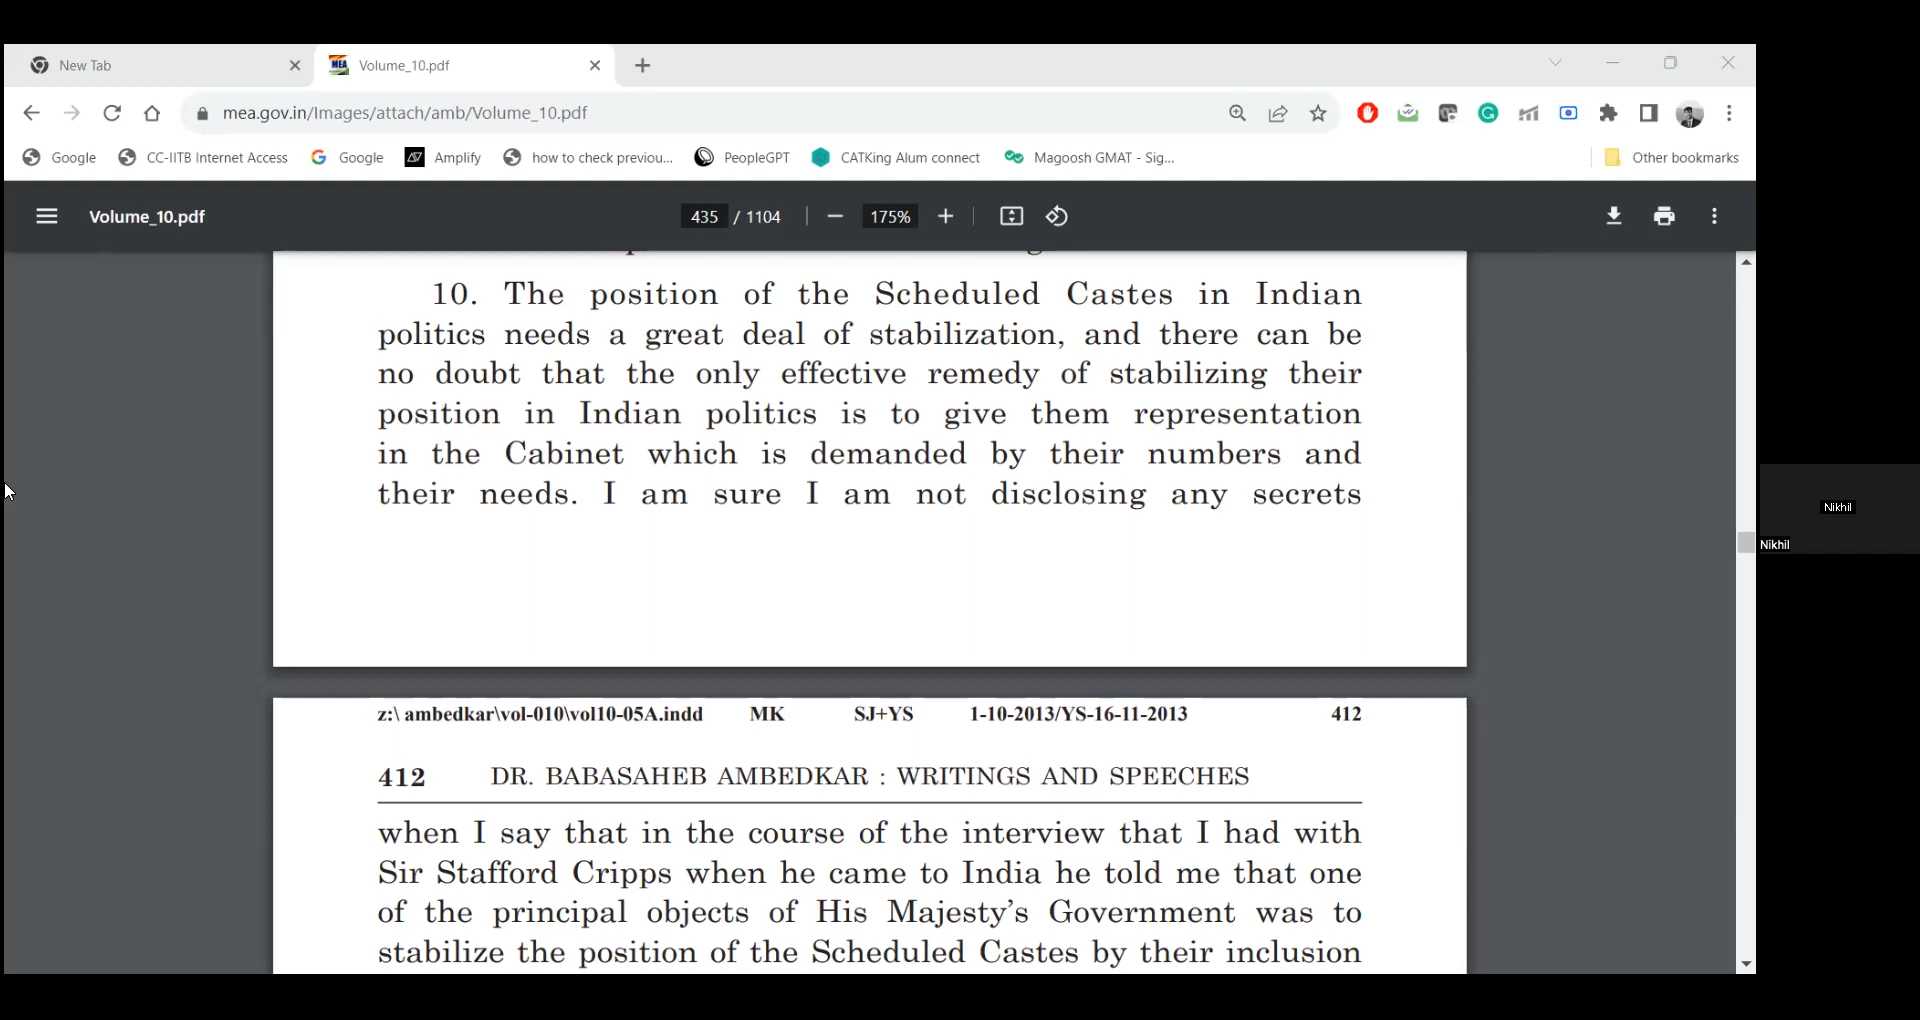 New Tab
Volume_10.pdf
mea.gov.in/Images/attach/amb/Volume_10.pdf
Google
CC-IITB Internet Access
Google
Amplify
how to check previou...
PeopleGPT
CATKing Alum connect
Magoosh GMAT - Sig...
Other bookmarks
Volume_10.pdf
435 / 1104
175%
10. The position of the Scheduled Castes in Indian
politics needs a great deal of stabilization, and there can be
no doubt that the only effective remedy of stabilizing their
position in Indian politics is to give them representation
in the Cabinet which is demanded by their numbers and
their needs. I am sure I am not disclosing any secrets
z:\ ambedkar\vol-010\vol10-05A.indd MK SJ+YS 1-10-2013/YS-16-11-2013 412
412 DR. BABASAHEB AMBEDKAR : WRITINGS AND SPEECHES
when I say that in the course of the interview that I had with
Sir Stafford Cripps when he came to India he told me that one
of the principal objects of His Majesty's Government was to
stabilize the position of the Scheduled Castes by their inclusion
Nikhil
Nikhil